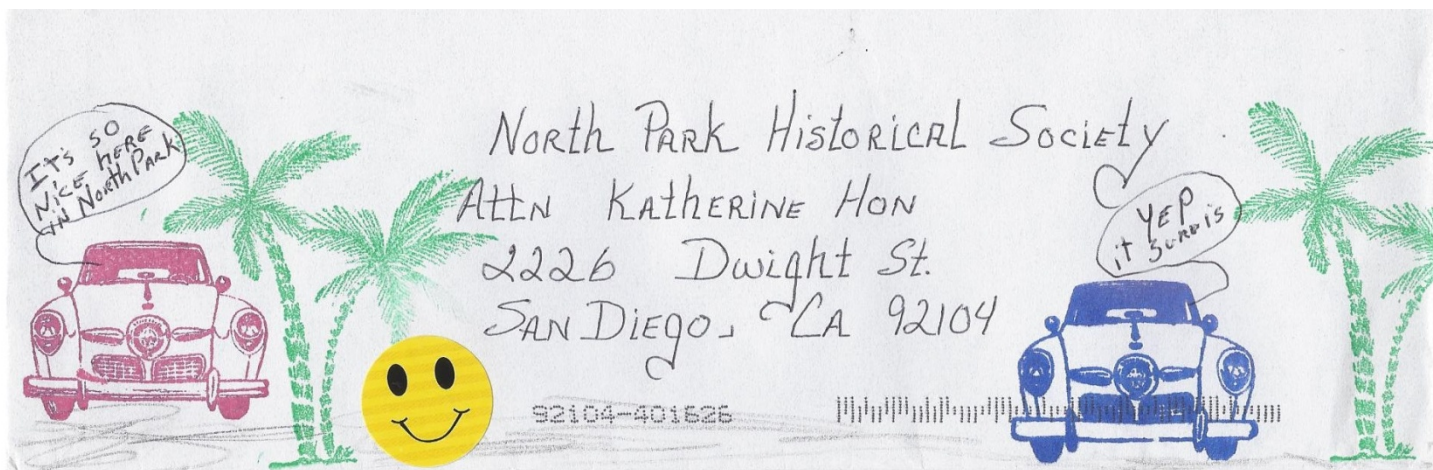 IT'S SO
NICE HERE
IN North Park
North Park Historical Society
Attn Katherine Hon
2226 Dwight St.
San Diego, CA 92104
YEP
it sure is
92104-401626